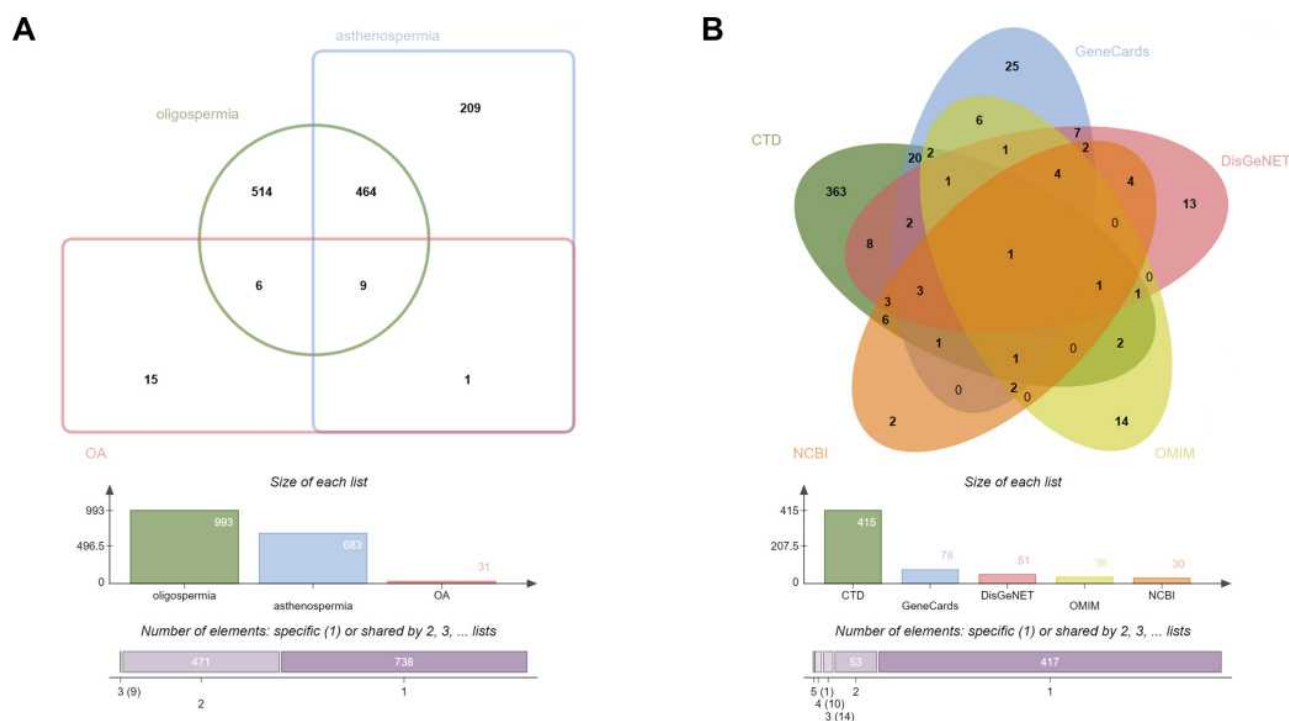 A
asthenospermia
209
oligospermia
514
464
6
9
15
1
OA
Size of each list
993
496.5
0
993
683
31
oligospermia
asthenospermia
OA
Number of elements: specific (1) or shared by 2, 3, ... lists
471
738
3 (9)
2
1
B
GeneCards
25
CTD
DisGeNET
6
7
20
2
1
2
363
1
4
4
13
2
0
8
1
0
3
3
1
1
6
1
0
2
1
0
2
0
2
14
NCBI
OMIM
Size of each list
415
207.5
0
415
78
51
30
CTD
GeneCards
DisGeNET
OMIM
NCBI
Number of elements: specific (1) or shared by 2, 3, ... lists
53
417
5 (1)
4 (10)
3 (14)
2
1